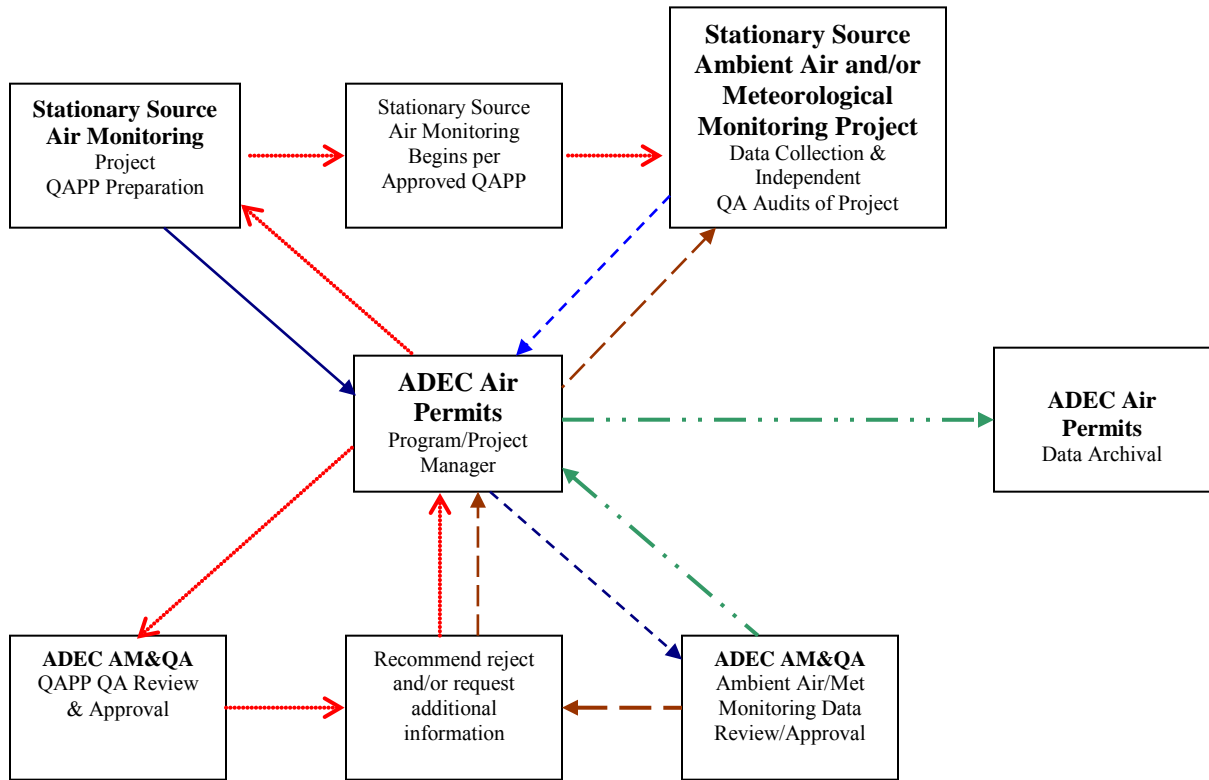 Stationary Source
Air Monitoring
Project
QAPP Preparation
Stationary Source
Air Monitoring
Begins per
Approved QAPP
Stationary Source
Ambient Air and/or
Meteorological
Monitoring Project
Data Collection &
Independent
QA Audits of Project
ADEC Air
Permits
Program/Project
Manager
ADEC Air
Permits
Data Archival
ADEC AM&QA
QAPP QA Review
& Approval
Recommend reject
and/or request
additional
information
ADEC AM&QA
Ambient Air/Met
Monitoring Data
Review/Approval